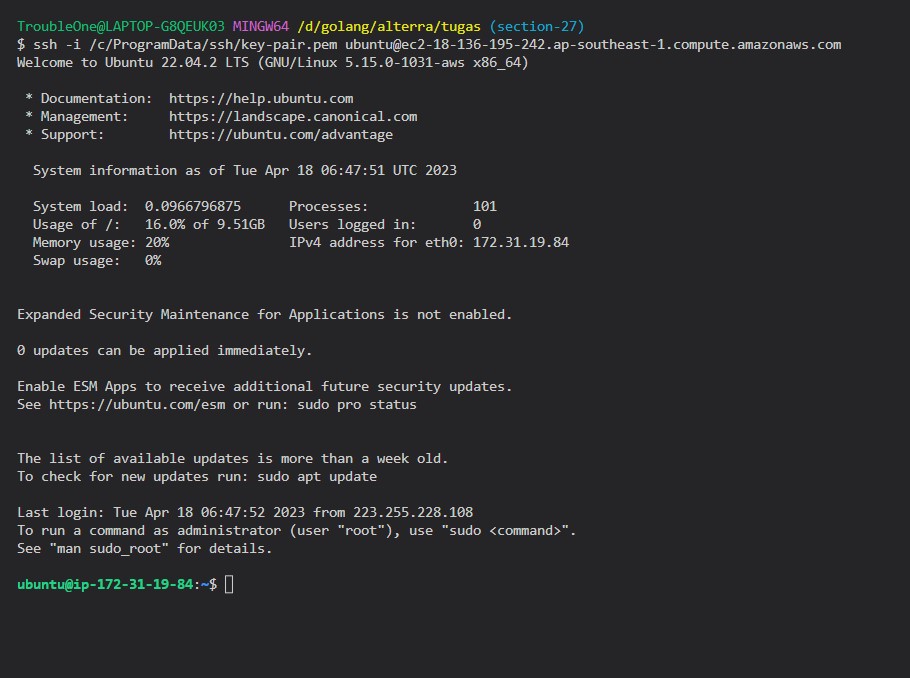 TroubleOne@LAPTOP-G8QEUK03 MINGW64 /d/golang/alterra/tugas (section-27)
$ ssh -i /c/ProgramData/ssh/key-pair.pem ubuntu@ec2-18-136-195-242.ap-southeast-1.compute.amazonaws.com
Welcome to Ubuntu 22.04.2 LTS (GNU/Linux 5.15.0-1031-aws x86_64)
* Documentation:  https://help.ubuntu.com
* Management:     https://landscape.canonical.com
* Support:        https://ubuntu.com/advantage
System information as of Tue Apr 18 06:47:51 UTC 2023
System load:  0.0966796875      Processes:             101
Usage of /:   16.0% of 9.51GB   Users logged in:       0
Memory usage: 20%               IPv4 address for eth0: 172.31.19.84
Swap usage:   0%
Expanded Security Maintenance for Applications is not enabled.
0 updates can be applied immediately.
Enable ESM Apps to receive additional future security updates.
See https://ubuntu.com/esm or run: sudo pro status
The list of available updates is more than a week old.
To check for new updates run: sudo apt update
Last login: Tue Apr 18 06:47:52 2023 from 223.255.228.108
To run a command as administrator (user "root"), use "sudo <command>".
See "man sudo_root" for details.
ubuntu@ip-172-31-19-84:~$